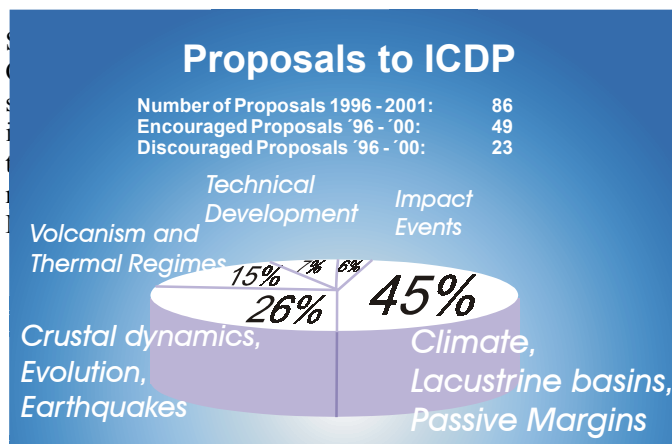 Proposals to ICDP
Number of Proposals 1996 - 2001: 86
Encouraged Proposals ´96 - ´00: 49
Discouraged Proposals ´96 - ´00: 23
Technical
Development
Impact
Events
Volcanism and
Thermal Regimes
7%
6%
15%
26%
45%
Crustal dynamics,
Evolution,
Earthquakes
Climate,
Lacustrine basins,
Passive Margins